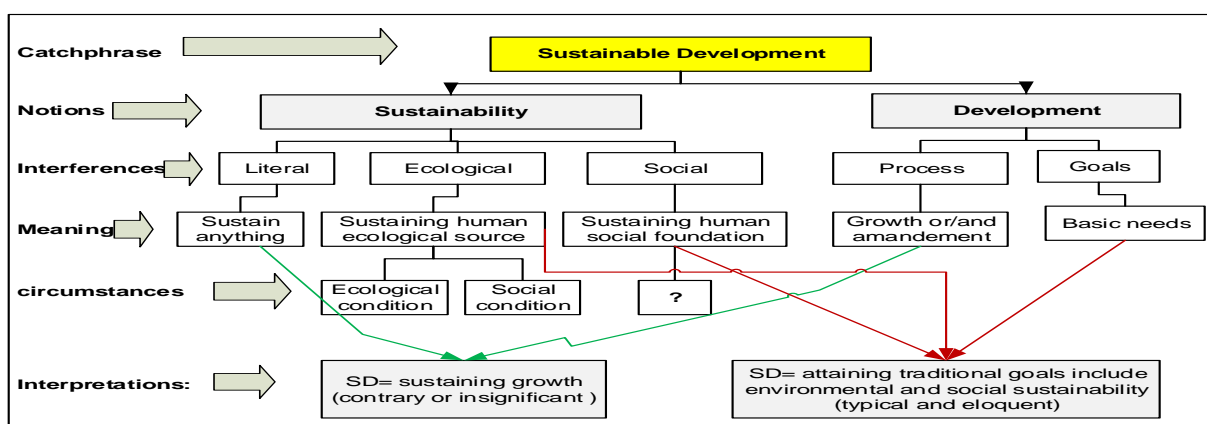 Catchphrase
Sustainable Development
Notions
Sustainability
Development
Interferences
Literal
Ecological
Social
Process
Goals
Meaning
Sustain
anything
Sustaining human
ecological source
Sustaining human
social foundation
Growth or/and
amandement
Basic needs
circumstances
Ecological
condition
Social
condition
?
Interpretations:
SD= sustaining growth
(contrary or insignificant )
SD= attaining traditional goals include
environmental and social sustainability
(typical and eloquent)